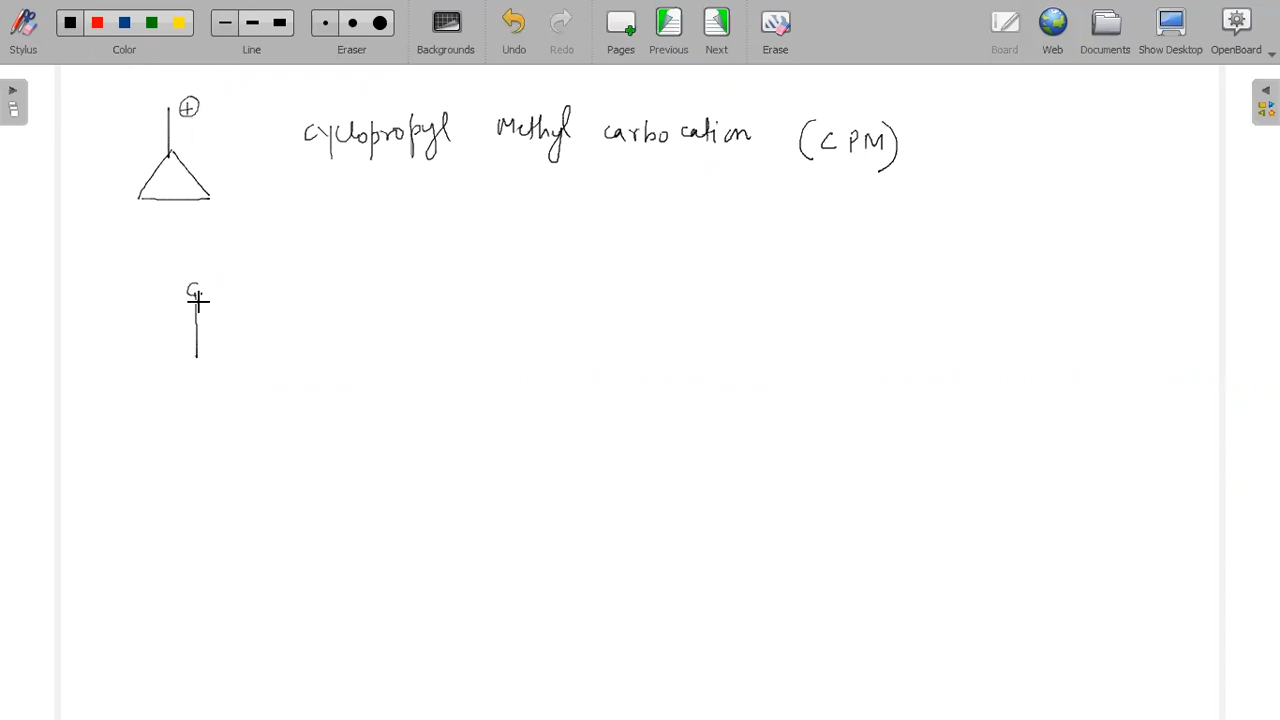 Stylus Color Line Eraser Backgrounds Undo Redo Pages Previous Next Erase Board Web Documents Show Desktop OpenBoard
⊕
cyclopropyl Methyl carbocation (CPM)